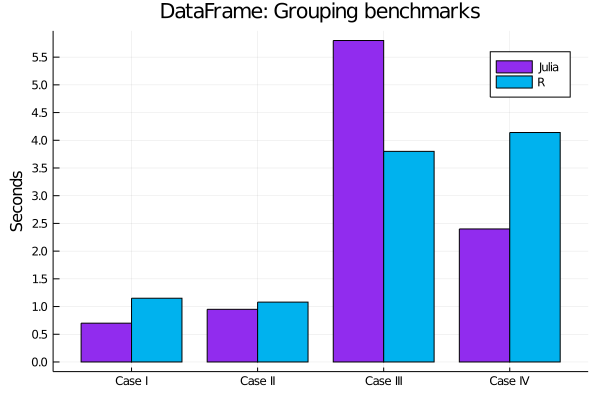 DataFrame: Grouping benchmarks
Julia
R
Seconds
5.5
5.0
4.5
4.0
3.5
3.0
2.5
2.0
1.5
1.0
0.5
0.0
Case I
Case II
Case III
Case IV